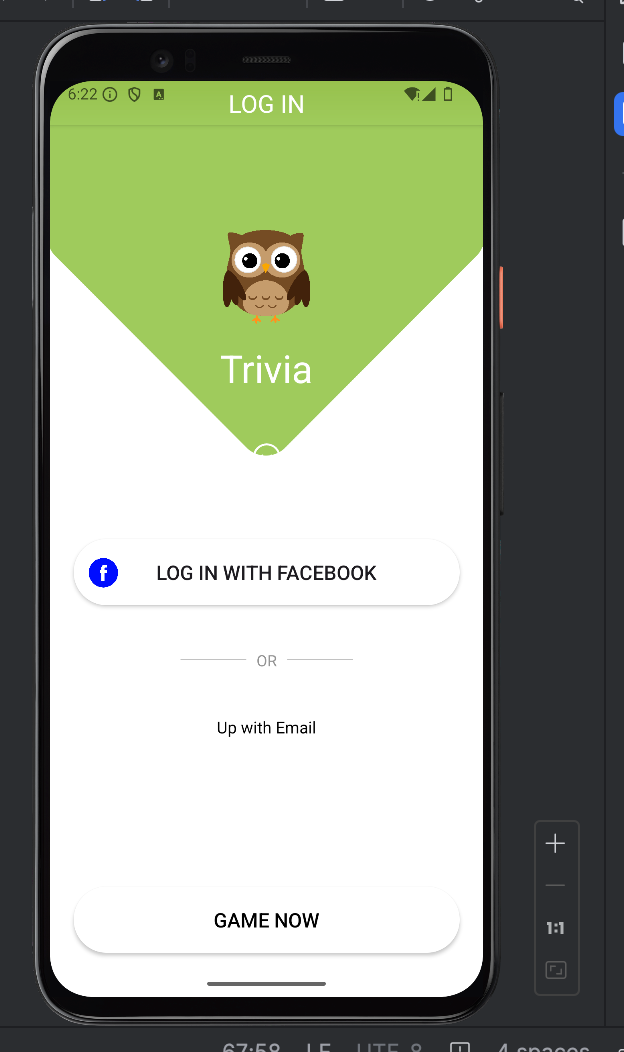 6:22
LOG IN
Trivia
f
LOG IN WITH FACEBOOK
OR
Up with Email
GAME NOW
1:1
67:58 LF UTF-8 4 spaces